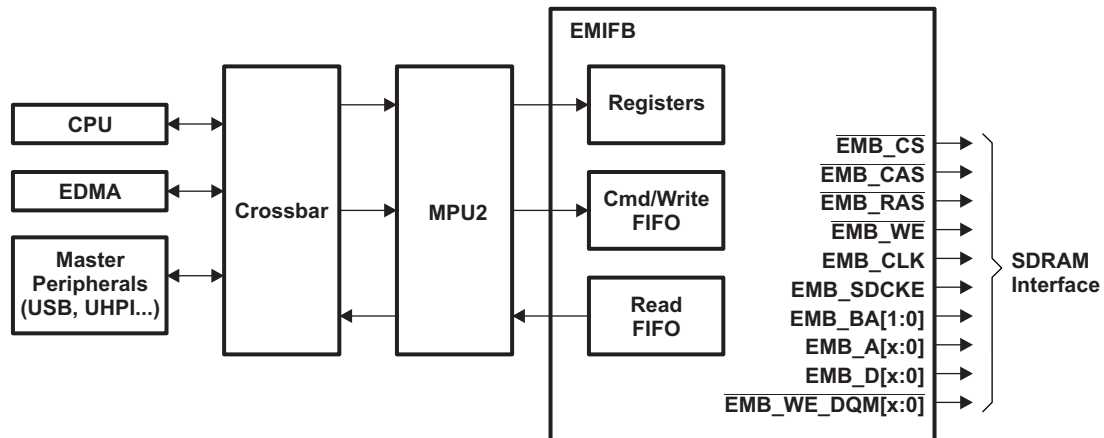 EMIFB
CPU
EDMA
Master
Peripherals
(USB, UHPI...)
Crossbar
MPU2
Registers
Cmd/Write
FIFO
Read
FIFO
EMB_CS
EMB_CAS
EMB_RAS
EMB_WE
EMB_CLK
EMB_SDCKE
EMB_BA[1:0]
EMB_A[x:0]
EMB_D[x:0]
EMB_WE_DQM[x:0]
SDRAM
Interface